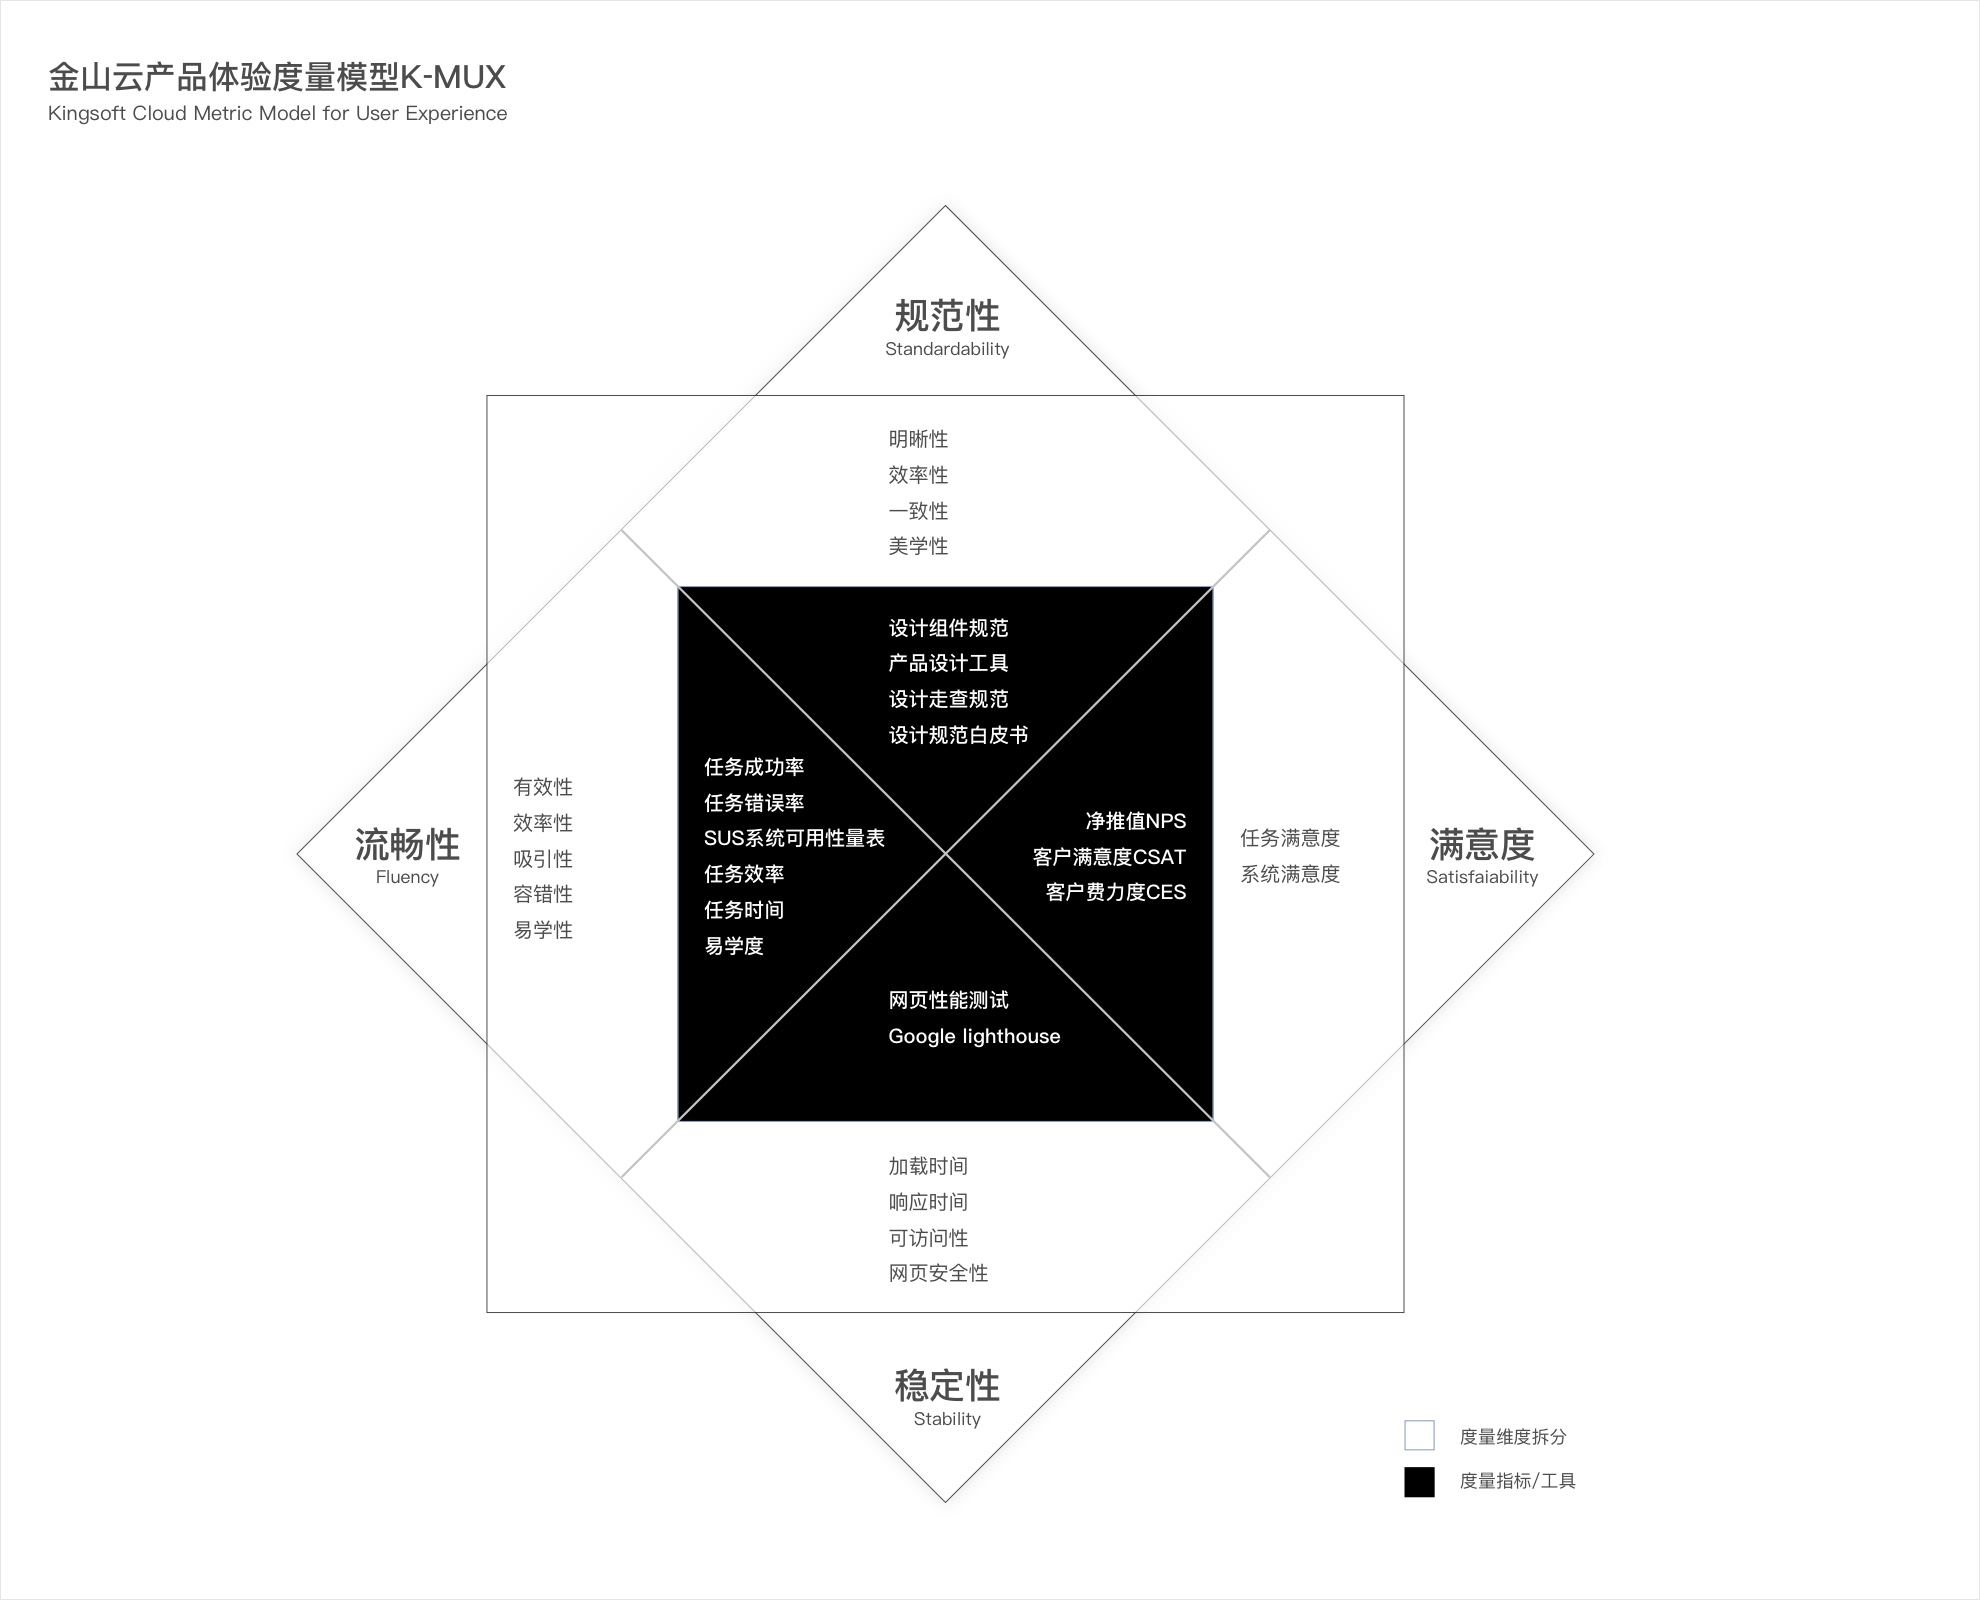 金山云产品体验度量模型K-MUX
Kingsoft Cloud Metric Model for User Experience
规范性
Standardability
明晰性
效率性
一致性
美学性
设计组件规范
产品设计工具
设计走查规范
设计规范白皮书
流畅性
Fluency
有效性
效率性
吸引性
容错性
易学性
任务成功率
任务错误率
SUS系统可用性量表
任务效率
任务时间
易学度
净推值NPS
客户满意度CSAT
客户费力度CES
任务满意度
系统满意度
满意度
Satisfaiability
网页性能测试
Google lighthouse
加载时间
响应时间
可访问性
网页安全性
稳定性
Stability
度量维度拆分
度量指标/工具